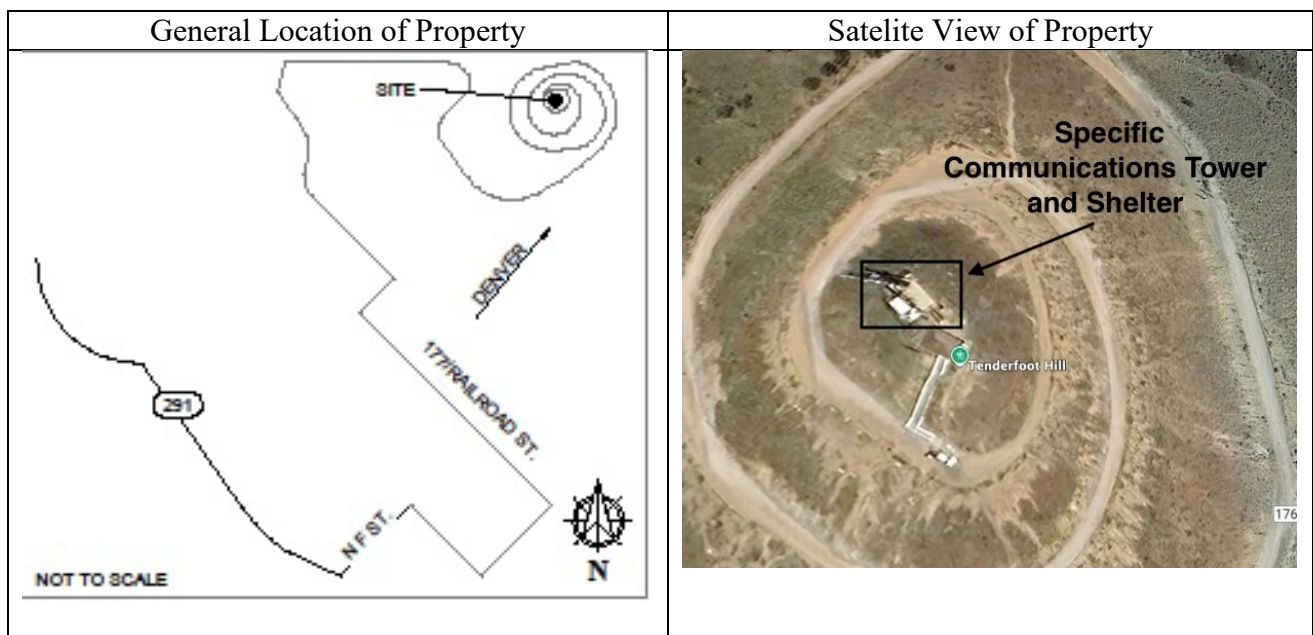 General Location of Property
Satelite View of Property
SITE
DENVER
177/RAILROAD ST.
291
N F ST.
N
NOT TO SCALE
Specific
Communications Tower
and Shelter
Tenderfoot Hill
176